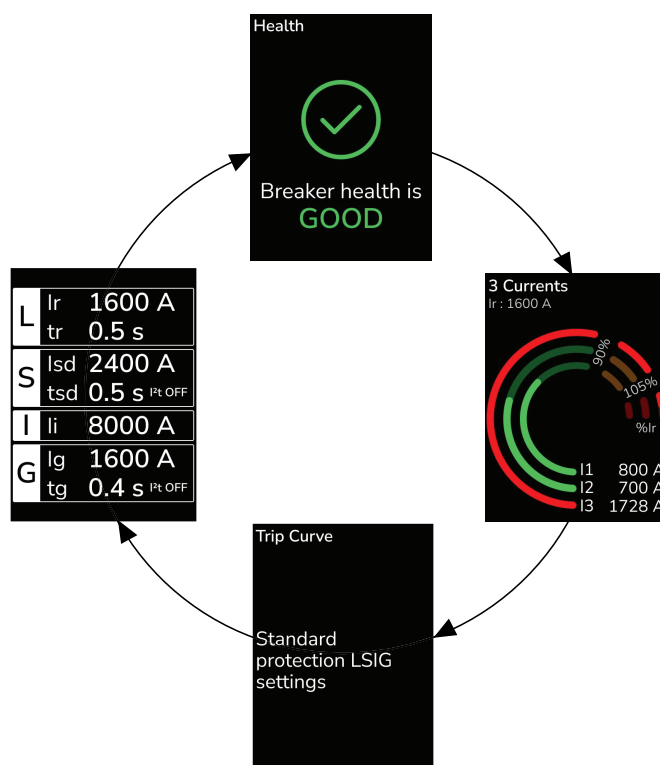 Health
Breaker health is
GOOD
3 Currents
Ir : 1600 A
90%
105%
%Ir
I1 800 A
I2 700 A
I3 1728 A
Trip Curve
Standard
protection LSIG
settings
L
Ir 1600 A
tr 0.5 s
S
Isd 2400 A
tsd 0.5 s I²t OFF
I
Ii 8000 A
G
Ig 1600 A
tg 0.4 s I²t OFF